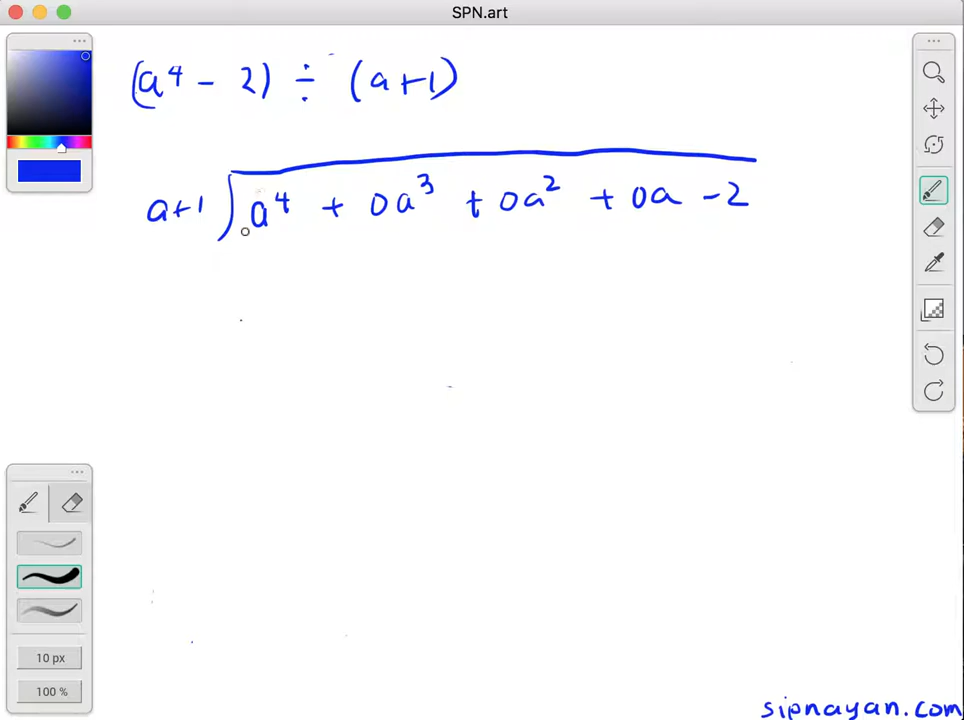 SPN.art
(a⁴ - 2) ÷ (a+1)
a+1 ) a⁴ + 0a³ + 0a² + 0a - 2
10 px
100 %
sipnayan.com